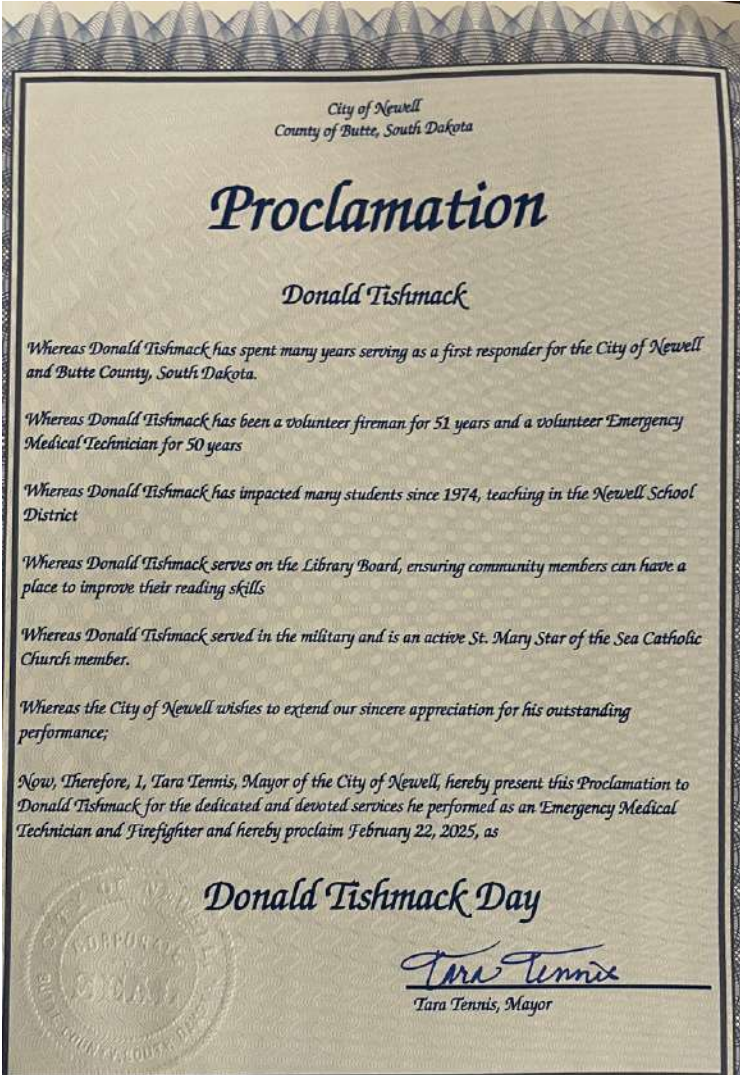 City of Newell
County of Butte, South Dakota
Proclamation
Donald Tishmack
Whereas Donald Tishmack has spent many years serving as a first responder for the City of Newell
and Butte County, South Dakota.
Whereas Donald Tishmack has been a volunteer fireman for 51 years and a volunteer Emergency
Medical Technician for 50 years
Whereas Donald Tishmack has impacted many students since 1974, teaching in the Newell School
District
Whereas Donald Tishmack serves on the Library Board, ensuring community members can have a
place to improve their reading skills
Whereas Donald Tishmack served in the military and is an active St. Mary Star of the Sea Catholic
Church member.
Whereas the City of Newell wishes to extend our sincere appreciation for his outstanding
performance;
Now, Therefore, I, Tara Tennis, Mayor of the City of Newell, hereby present this Proclamation to
Donald Tishmack for the dedicated and devoted services he performed as an Emergency Medical
Technician and Firefighter and hereby proclaim February 22, 2025, as
Donald Tishmack Day
Tara Tennis
Tara Tennis, Mayor
CITY OF NEWELL
CORPORATE
SEAL
BUTTE COUNTY, SOUTH